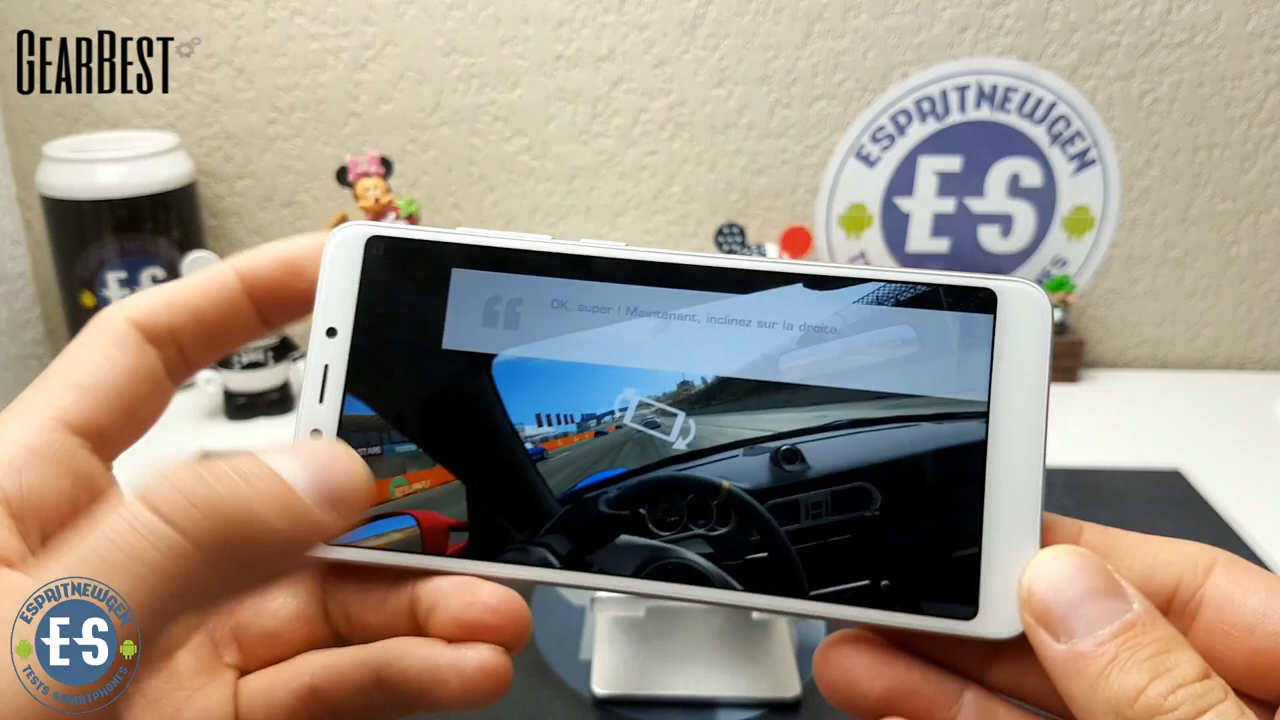 GEARBEST
ESPRITNEWGEN
ES
OK, super ! Maintenant, inclinez sur la droite.
ESPRITNEWGEN
ES
TESTS SMARTPHONES